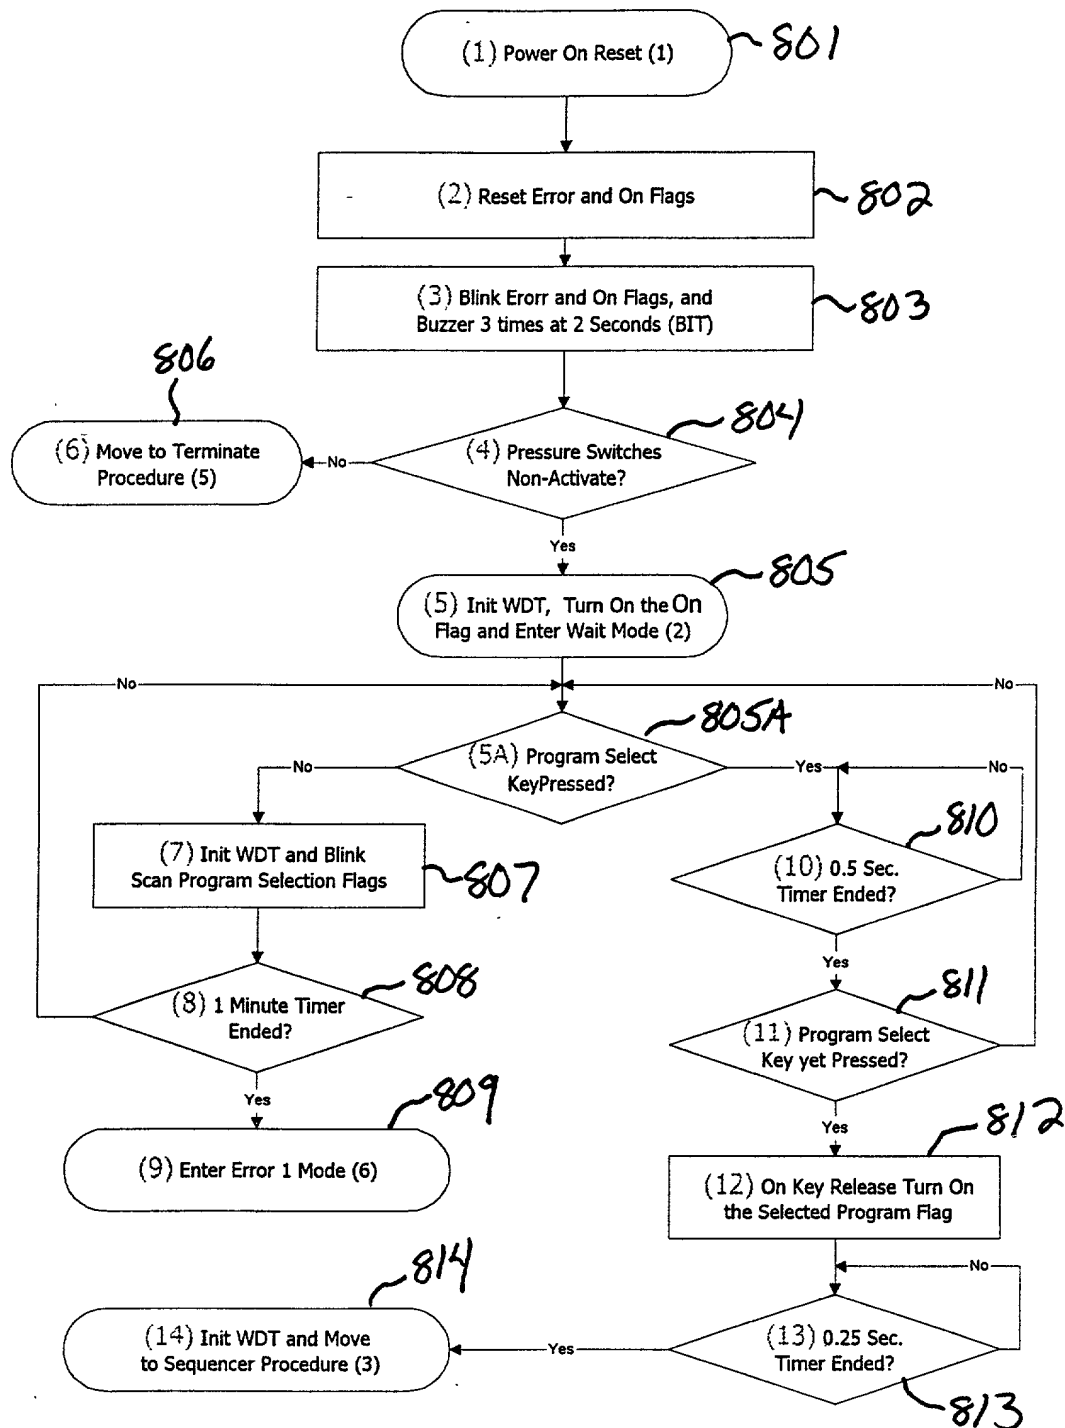 (1) Power On Reset (1)
801
(2) Reset Error and On Flags
802
(3) Blink Erorr and On Flags, and
Buzzer 3 times at 2 Seconds (BIT)
803
806
804
(6) Move to Terminate
Procedure (5)
No
(4) Pressure Switches
Non-Activate?
Yes
805
(5) Init WDT, Turn On the On
Flag and Enter Wait Mode (2)
No
No
805A
(5A) Program Select
KeyPressed?
No
Yes
No
810
(7) Init WDT and Blink
Scan Program Selection Flags
807
(10) 0.5 Sec.
Timer Ended?
Yes
808
(8) 1 Minute Timer
Ended?
811
(11) Program Select
Key yet Pressed?
Yes
809
Yes
812
(9) Enter Error 1 Mode (6)
(12) On Key Release Turn On
the Selected Program Flag
814
No
(14) Init WDT and Move
to Sequencer Procedure (3)
Yes
(13) 0.25 Sec.
Timer Ended?
813